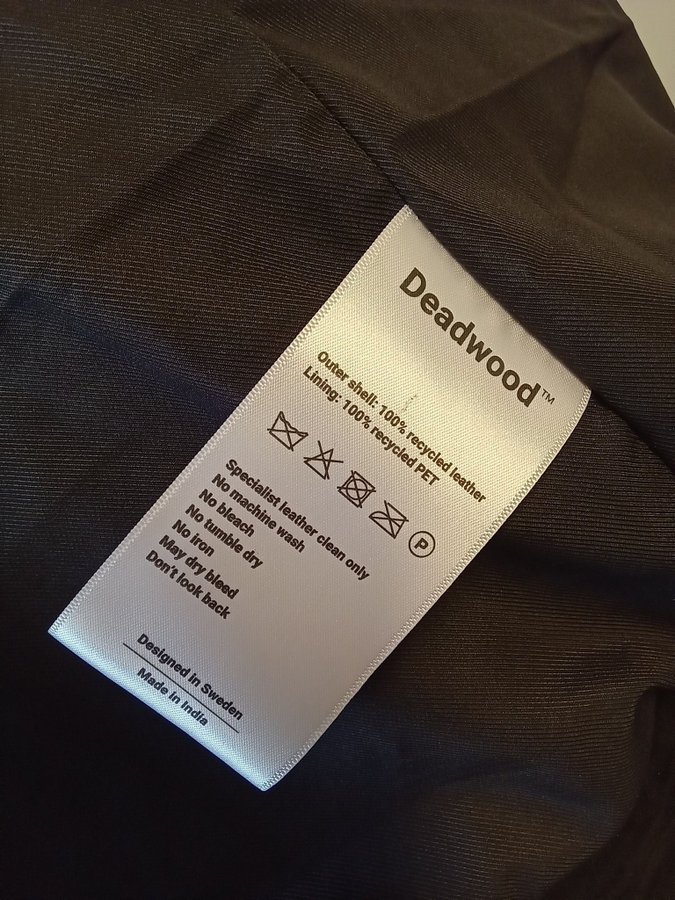 Deadwood™
Outer shell: 100% recycled leather
Lining: 100% recycled PET
P
Specialist leather clean only
No machine wash
No bleach
No tumble dry
No iron
May dry bleed
Don't look back
Designed in Sweden
Made in India